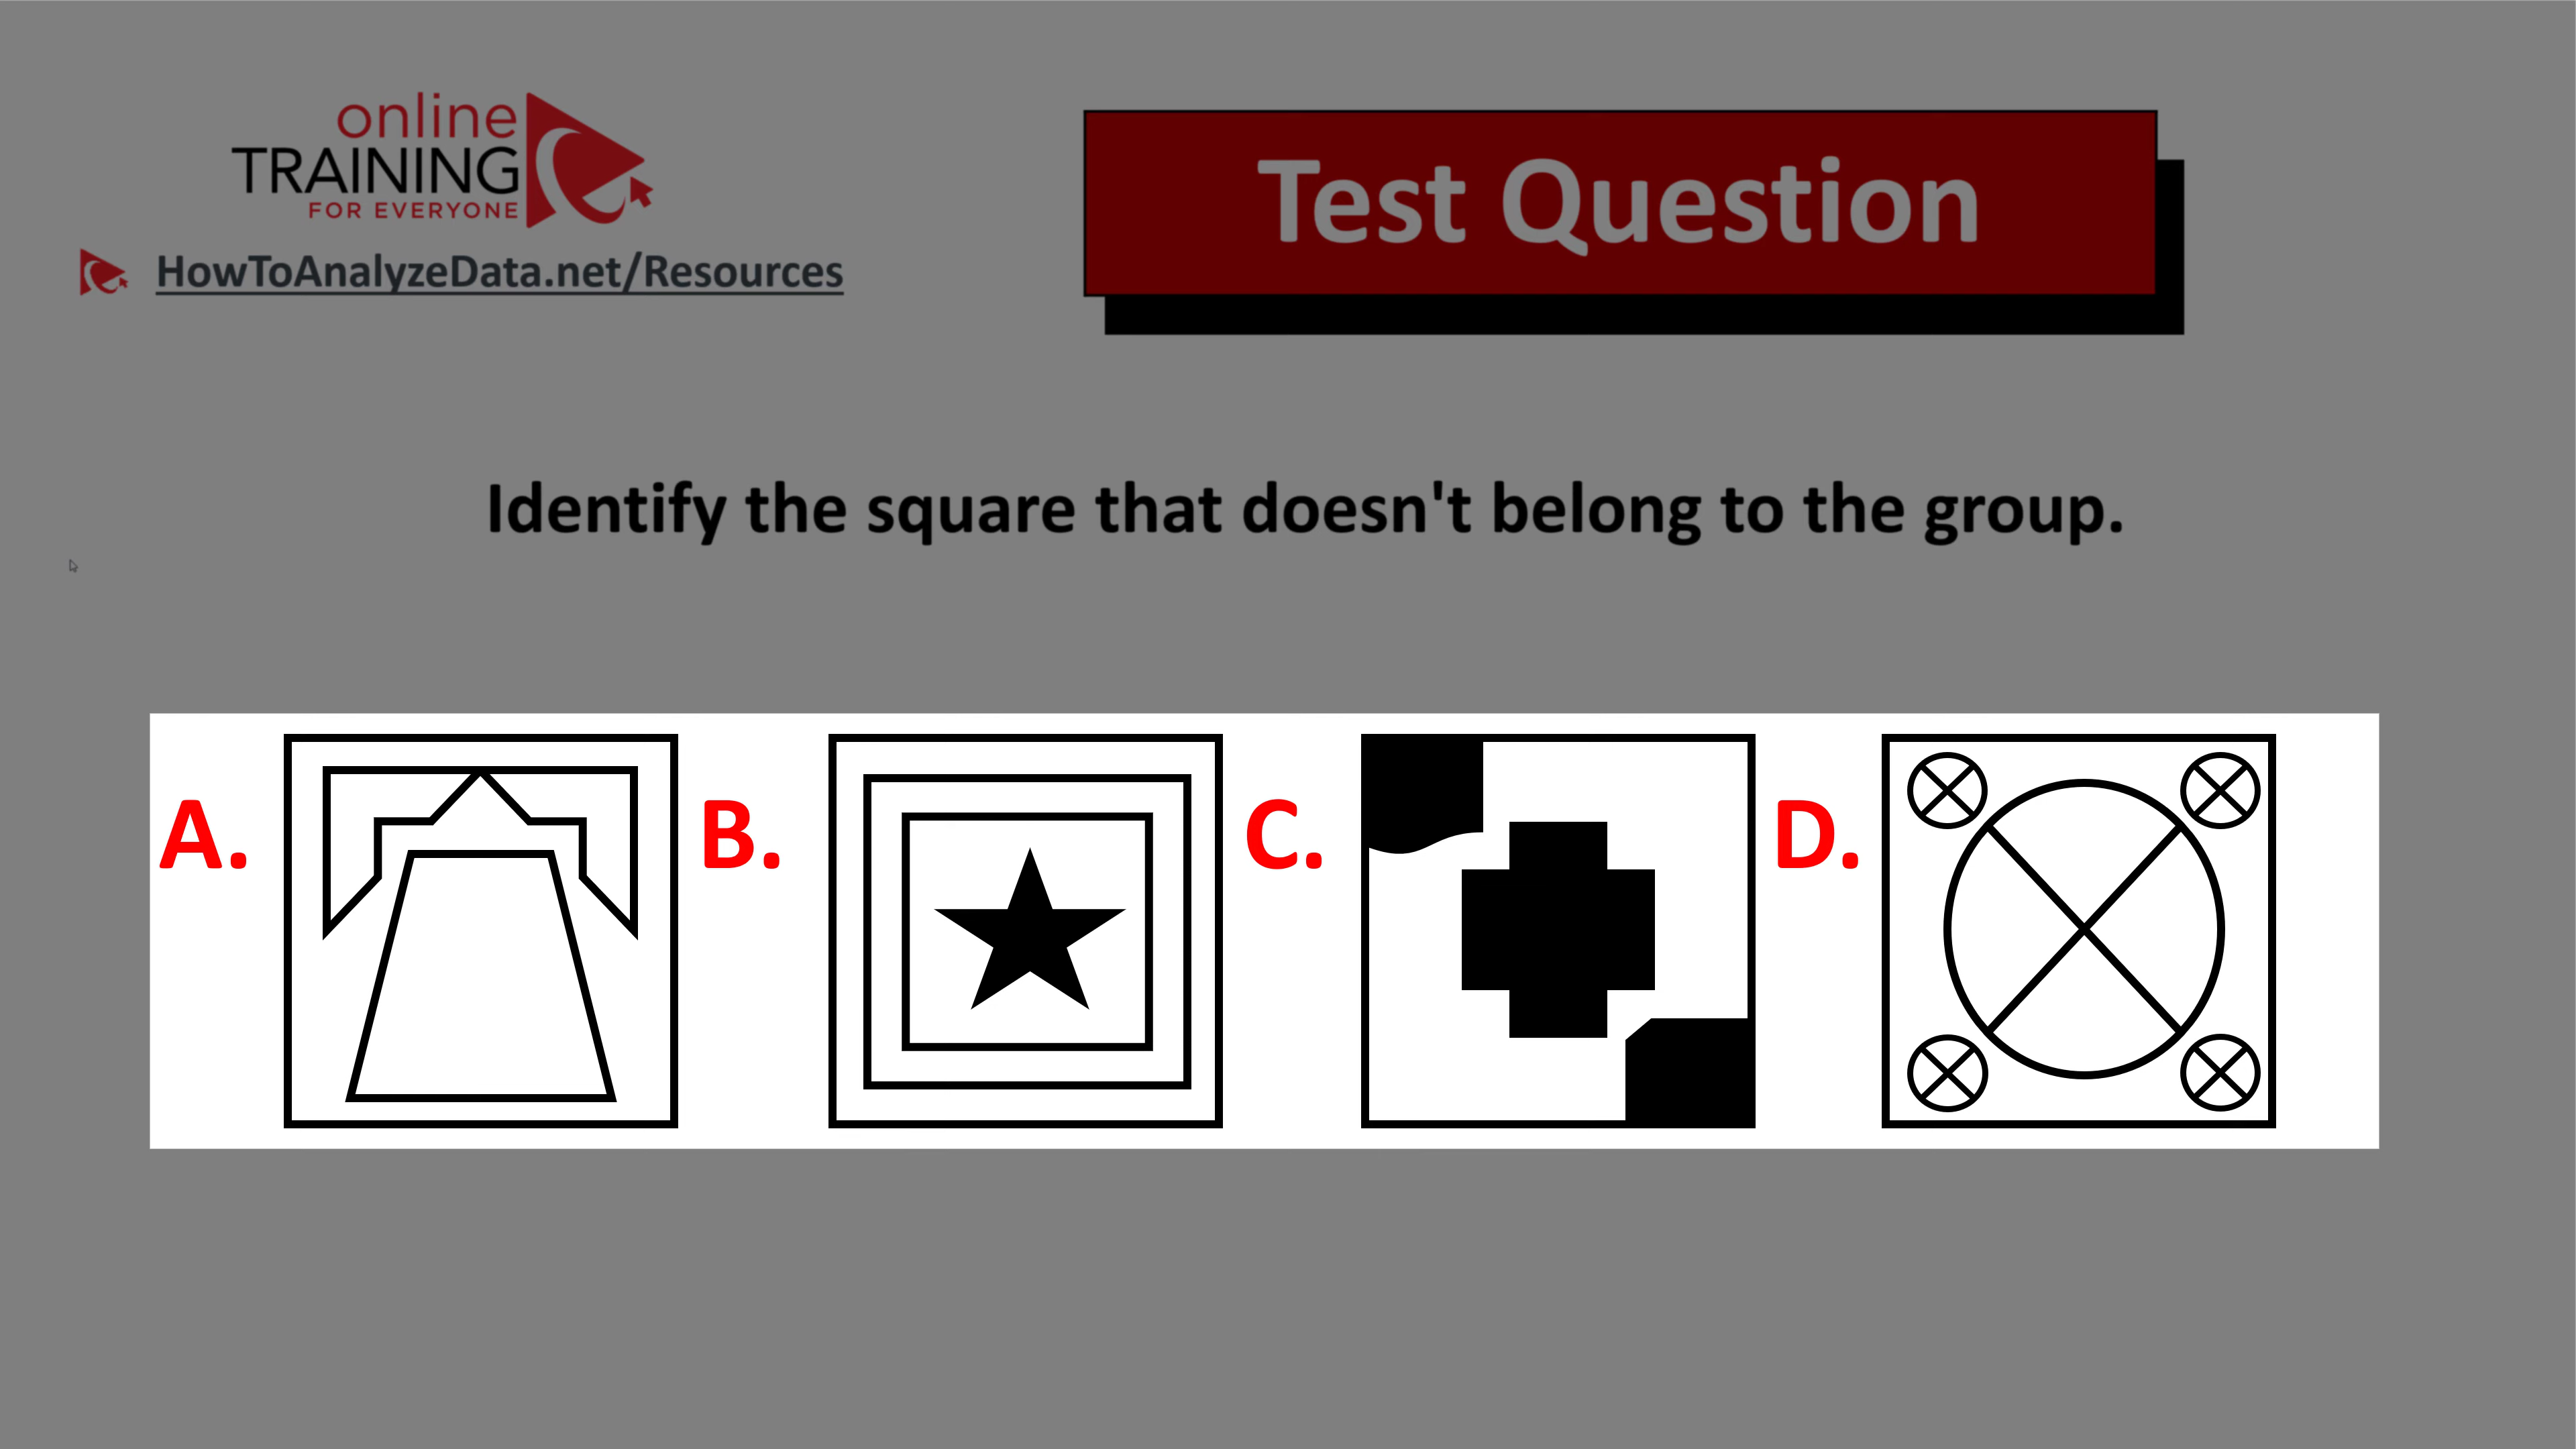 online
TRAINING
FOR EVERYONE
HowToAnalyzeData.net/Resources
Test Question
Identify the square that doesn't belong to the group.
A. B. C. D.